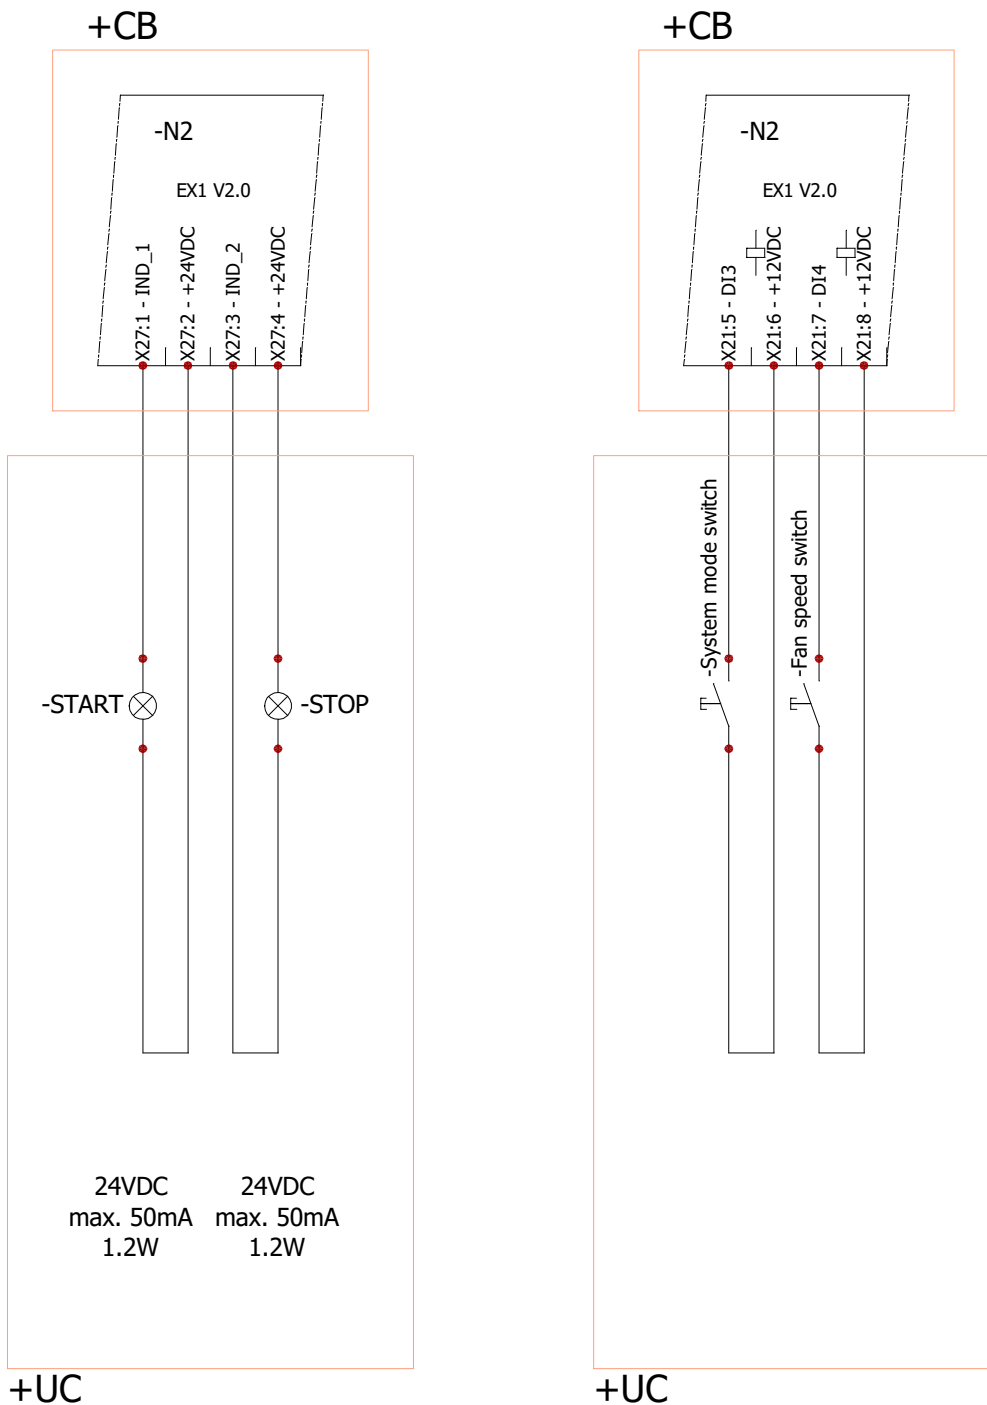 +CB
-N2
EX1 V2.0
X27:1 - IND_1
X27:2 - +24VDC
X27:3 - IND_2
X27:4 - +24VDC
-START
-STOP
24VDC
max. 50mA
1.2W
24VDC
max. 50mA
1.2W
+UC
+CB
-N2
EX1 V2.0
X21:5 - DI3
X21:6 - +12VDC
X21:7 - DI4
X21:8 - +12VDC
-System mode switch
-Fan speed switch
+UC